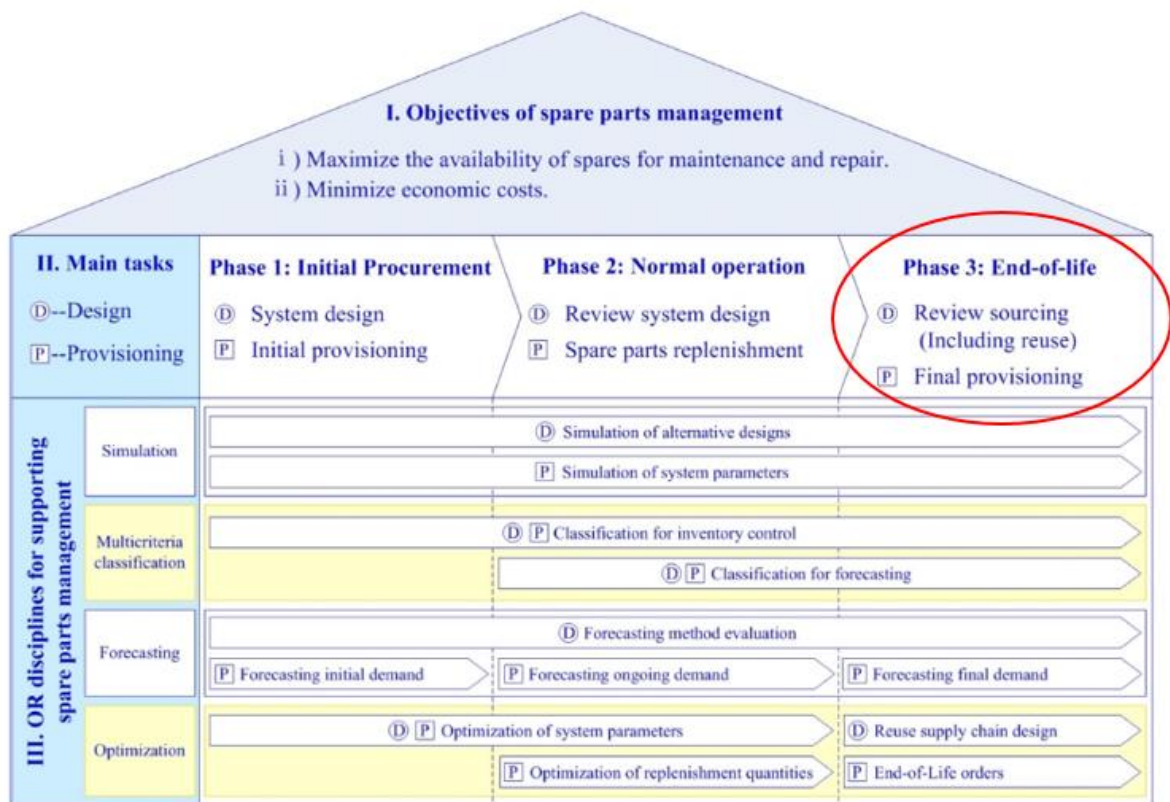 I. Objectives of spare parts management
i ) Maximize the availability of spares for maintenance and repair.
ii ) Minimize economic costs.
II. Main tasks
D--Design
P--Provisioning
Phase 1: Initial Procurement
D System design
P Initial provisioning
Phase 2: Normal operation
D Review system design
P Spare parts replenishment
Phase 3: End-of-life
D Review sourcing
(Including reuse)
P Final provisioning
III. OR disciplines for supporting
spare parts management
Simulation
D Simulation of alternative designs
P Simulation of system parameters
Multicriteria
classification
D P Classification for inventory control
D P Classification for forecasting
Forecasting
D Forecasting method evaluation
P Forecasting initial demand
P Forecasting ongoing demand
P Forecasting final demand
Optimization
D P Optimization of system parameters
D Reuse supply chain design
P Optimization of replenishment quantities
P End-of-Life orders